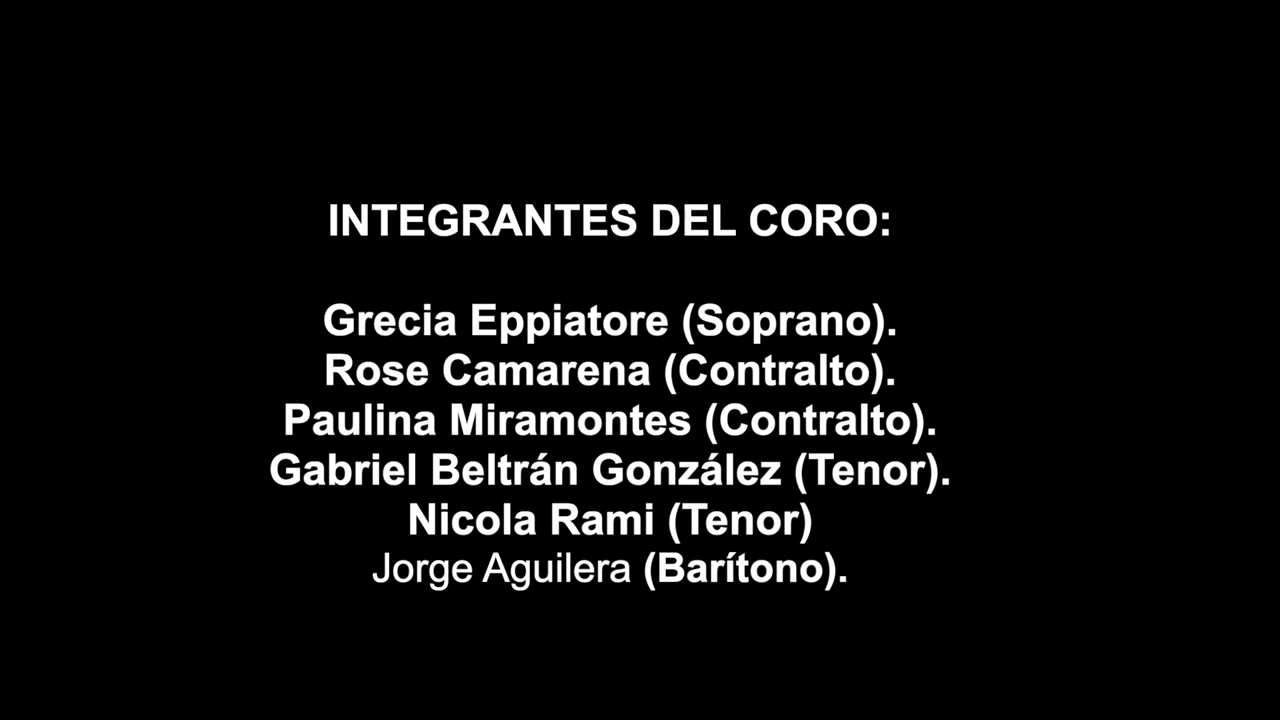 INTEGRANTES DEL CORO:
Grecia Eppiatore (Soprano).
Rose Camarena (Contralto).
Paulina Miramontes (Contralto).
Gabriel Beltrán González (Tenor).
Nicola Rami (Tenor)
Jorge Aguilera (Barítono).